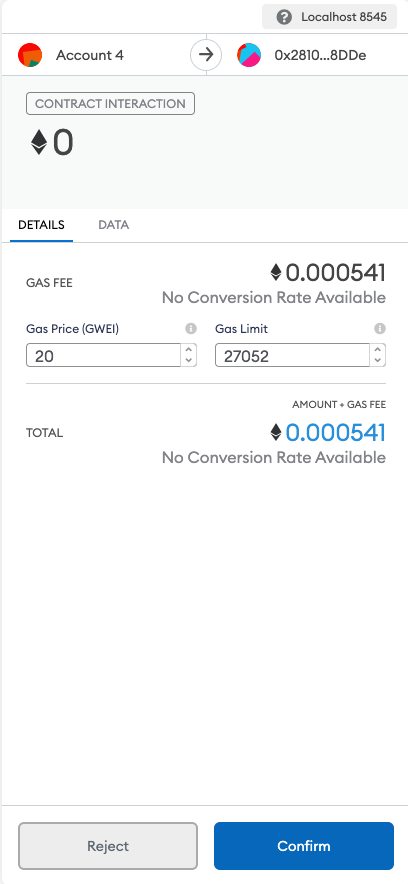 Localhost 8545
Account 4
0x2810...8DDe
CONTRACT INTERACTION
0
DETAILS
DATA
GAS FEE
0.000541
No Conversion Rate Available
Gas Price (GWEI)
Gas Limit
20
27052
AMOUNT + GAS FEE
TOTAL
0.000541
No Conversion Rate Available
Reject
Confirm